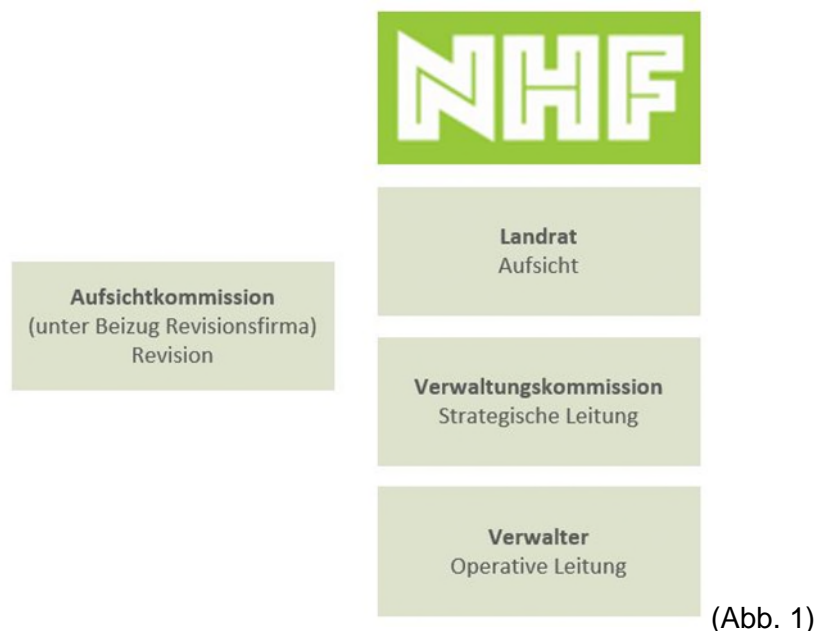 NHF
Landrat
Aufsicht
Aufsichtkommission
(unter Beizug Revisionsfirma)
Revision
Verwaltungskommission
Strategische Leitung
Verwalter
Operative Leitung
(Abb. 1)